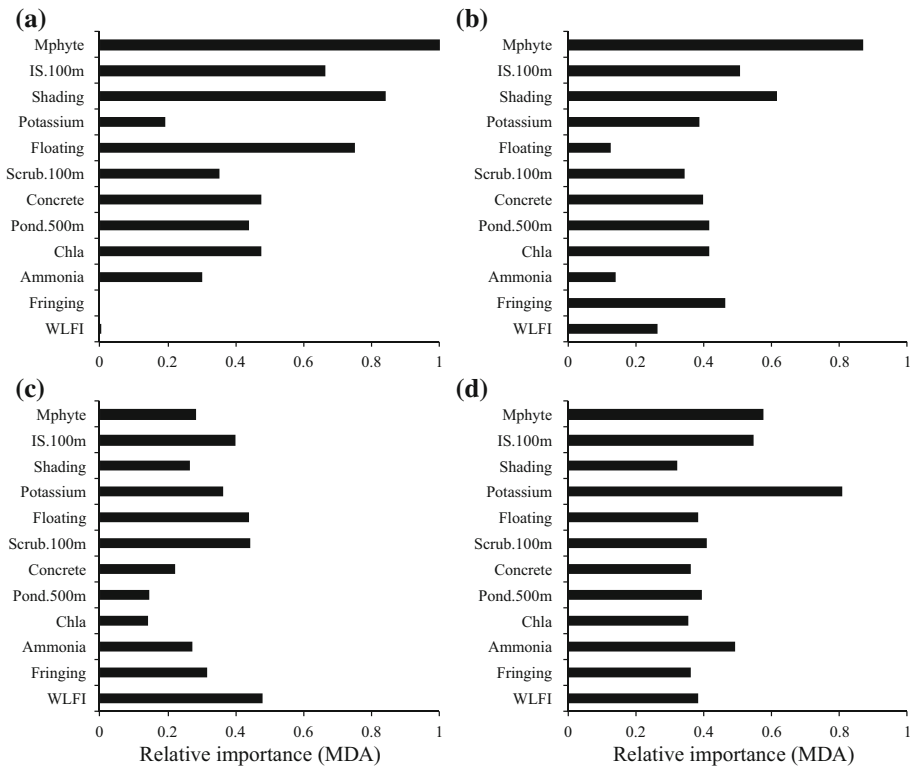 (a)
Mphyte
IS.100m
Shading
Potassium
Floating
Scrub.100m
Concrete
Pond.500m
Chla
Ammonia
Fringing
WLFI
0 0.2 0.4 0.6 0.8 1
(b)
Mphyte
IS.100m
Shading
Potassium
Floating
Scrub.100m
Concrete
Pond.500m
Chla
Ammonia
Fringing
WLFI
0 0.2 0.4 0.6 0.8 1
(c)
Mphyte
IS.100m
Shading
Potassium
Floating
Scrub.100m
Concrete
Pond.500m
Chla
Ammonia
Fringing
WLFI
0 0.2 0.4 0.6 0.8 1
Relative importance (MDA)
(d)
Mphyte
IS.100m
Shading
Potassium
Floating
Scrub.100m
Concrete
Pond.500m
Chla
Ammonia
Fringing
WLFI
0 0.2 0.4 0.6 0.8 1
Relative importance (MDA)